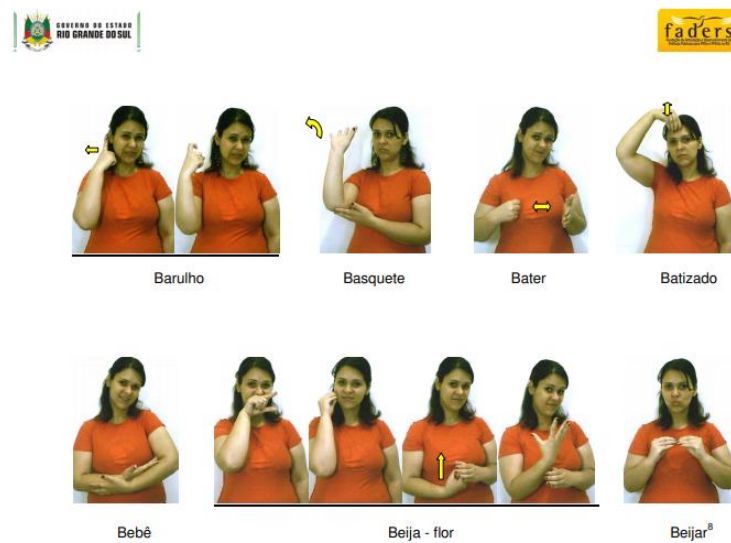 GOVERNO DO ESTADO
RIO GRANDE DO SUL
faders
Barulho
Basquete
Bater
Batizado
Bebê
Beija - flor
Beijar⁸